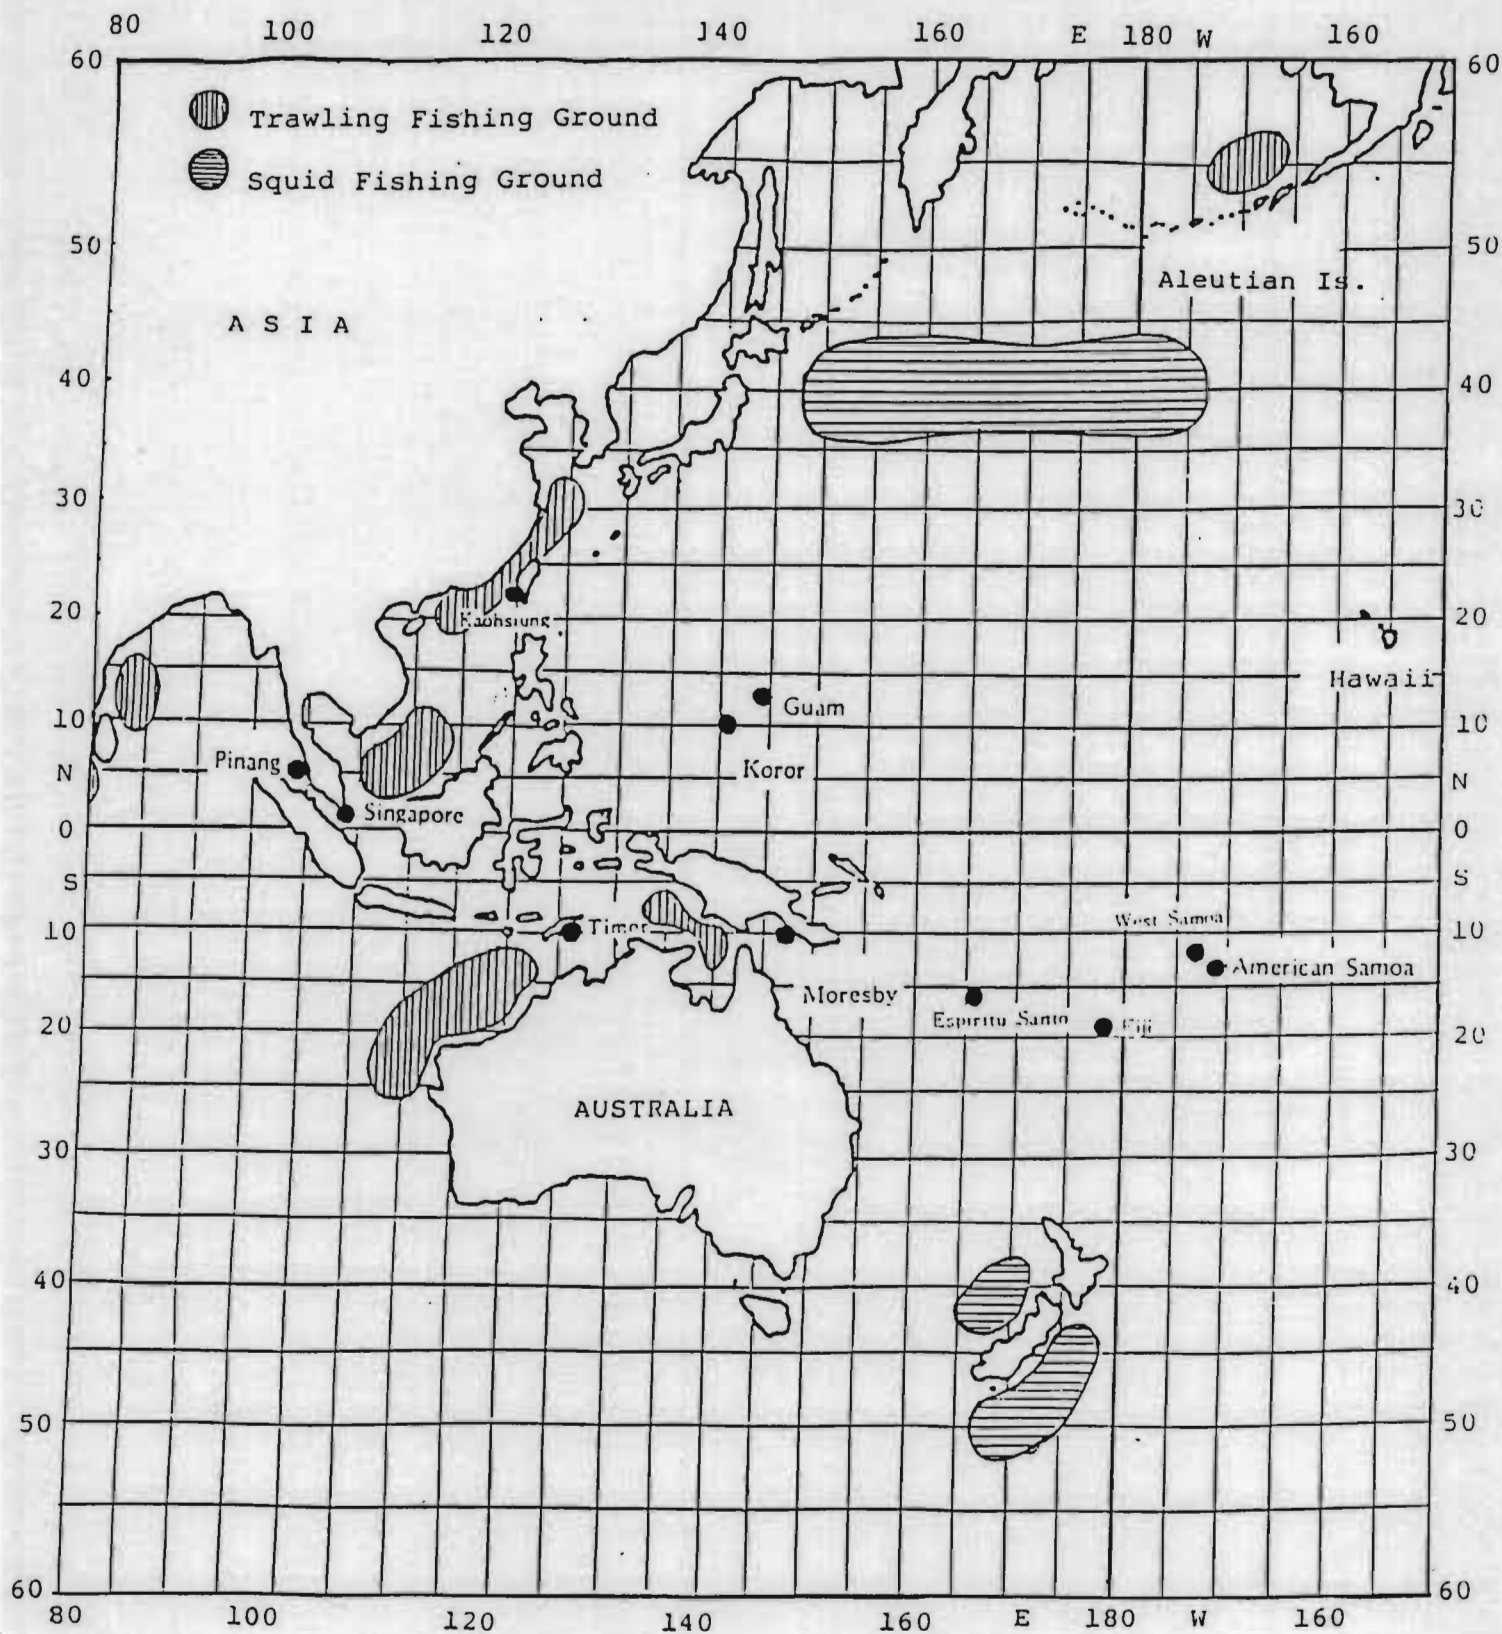 80 100 120 140 160 E 180 W 160
60 60
Trawling Fishing Ground
Squid Fishing Ground
50 50
Aleutian Is.
ASIA
40 40
30 30
20 20
Kaohsiung
Hawaii
Guam
10 10
Pinang
Koror
N N
Singapore
0 0
S S
West Samoa
10 Timor 10
American Samoa
Moresby
Espiritu Santo
Fiji
20 20
AUSTRALIA
30 30
40 40
50 50
60 60
80 100 120 140 160 E 180 W 160